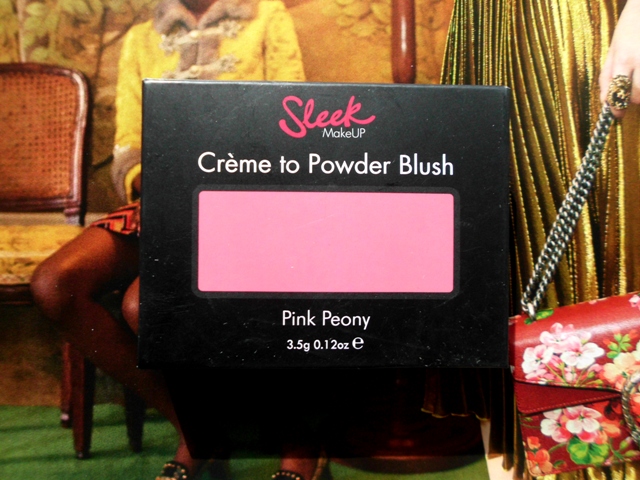 Sleek
MakeUP
Crème to Powder Blush
Pink Peony
3.5g 0.12oz ℮